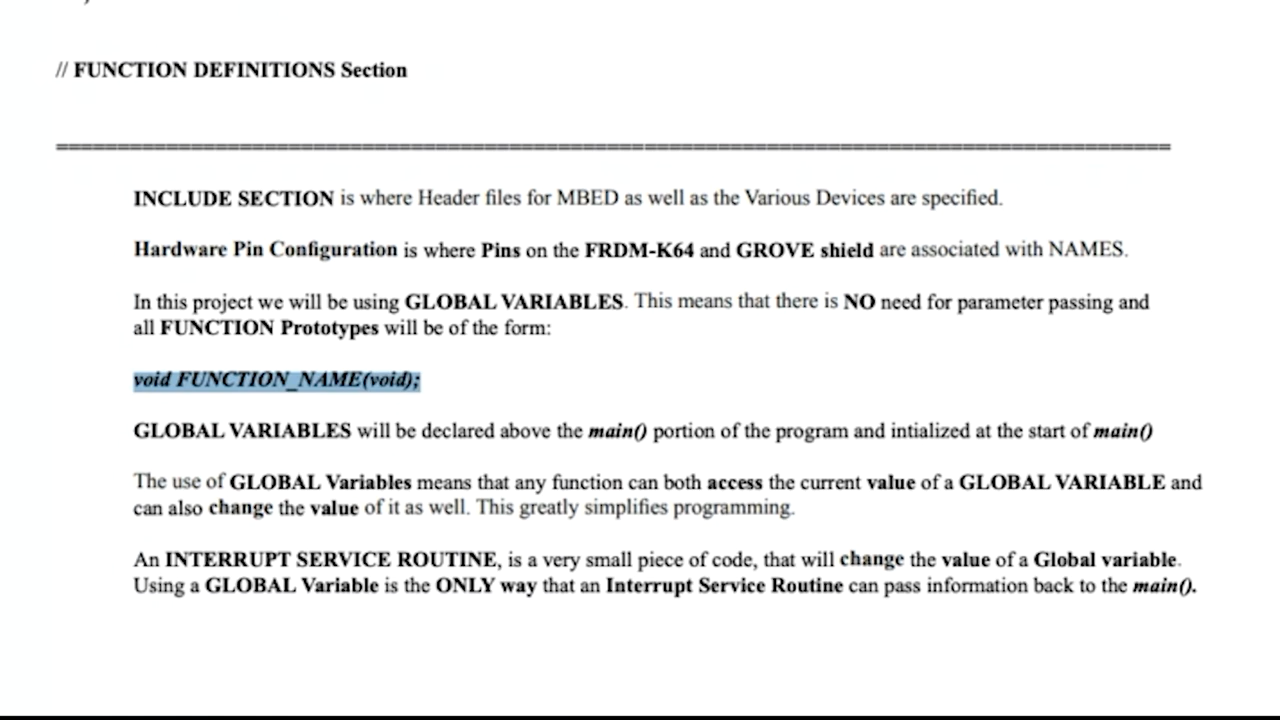 // FUNCTION DEFINITIONS Section
==========================================================================================
INCLUDE SECTION is where Header files for MBED as well as the Various Devices are specified.
Hardware Pin Configuration is where Pins on the FRDM-K64 and GROVE shield are associated with NAMES.
In this project we will be using GLOBAL VARIABLES. This means that there is NO need for parameter passing and
all FUNCTION Prototypes will be of the form:
void FUNCTION_NAME(void);
GLOBAL VARIABLES will be declared above the main() portion of the program and intialized at the start of main()
The use of GLOBAL Variables means that any function can both access the current value of a GLOBAL VARIABLE and
can also change the value of it as well. This greatly simplifies programming.
An INTERRUPT SERVICE ROUTINE, is a very small piece of code, that will change the value of a Global variable.
Using a GLOBAL Variable is the ONLY way that an Interrupt Service Routine can pass information back to the main().